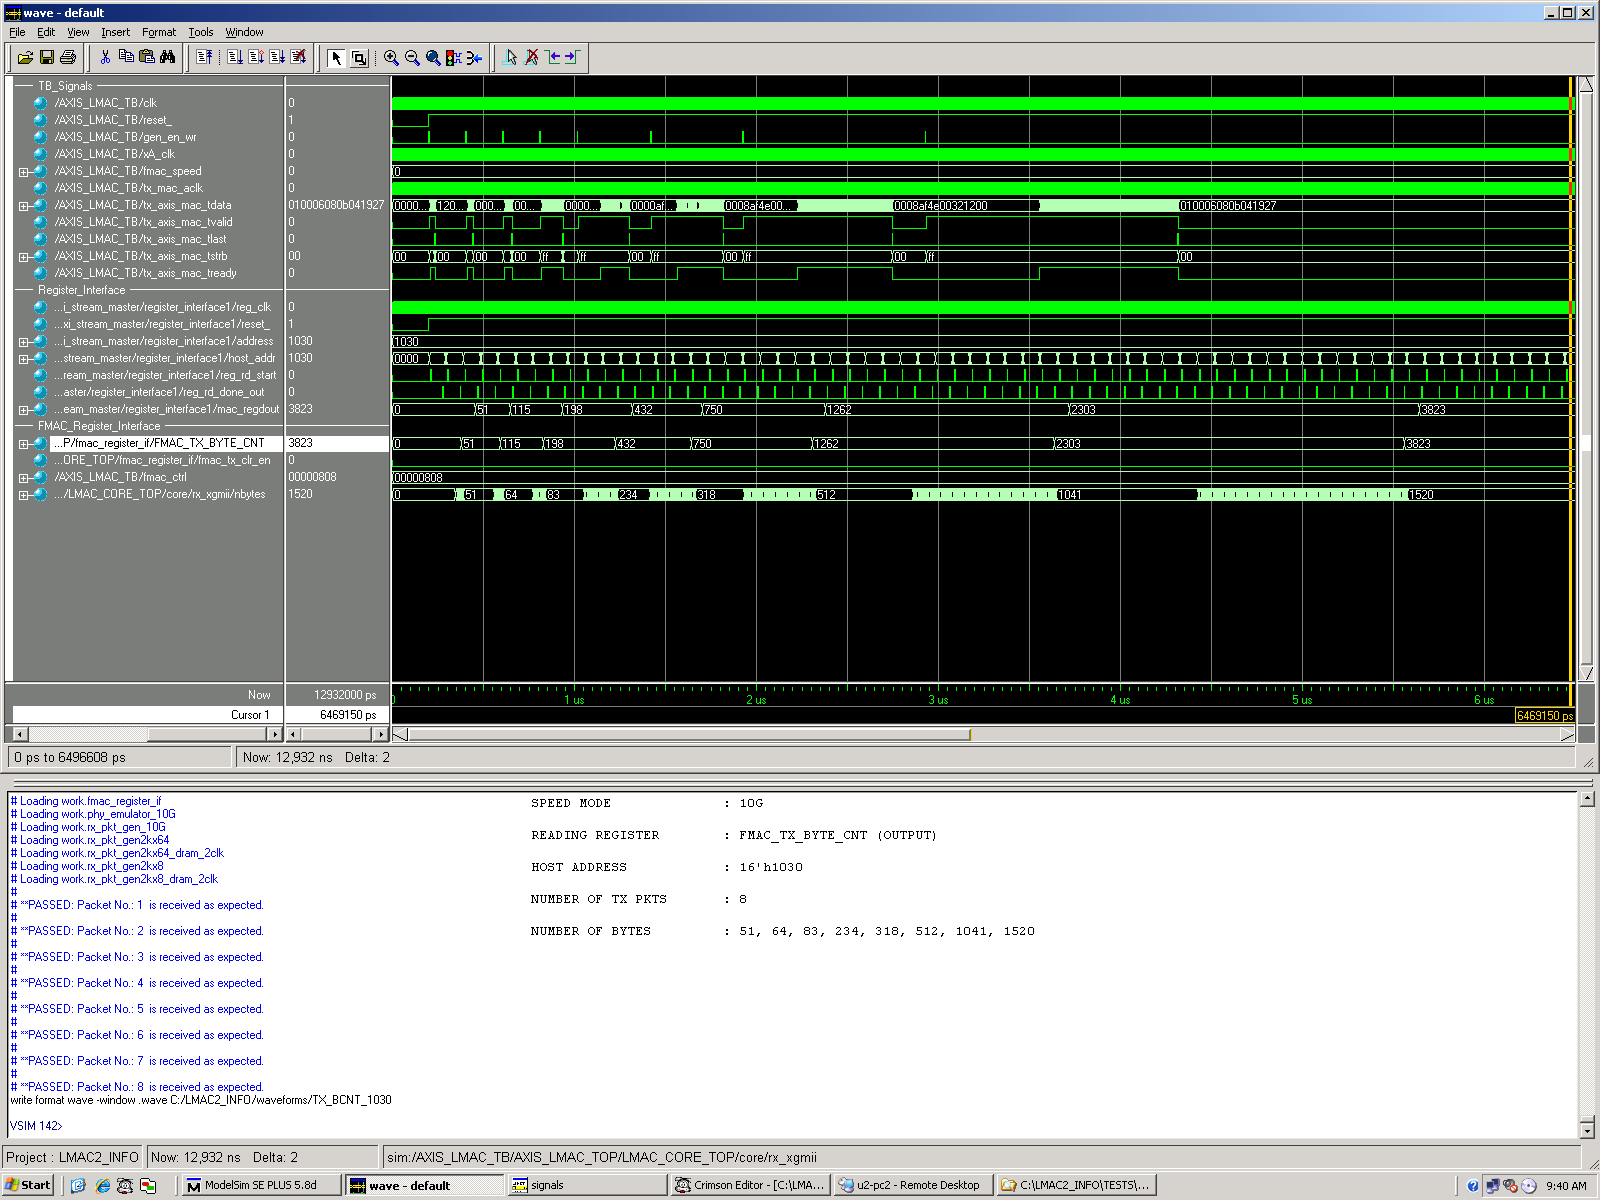 wave - default
File Edit View Insert Format Tools Window
TB_Signals
/AXIS_LMAC_TB/clk 0
/AXIS_LMAC_TB/reset_ 1
/AXIS_LMAC_TB/gen_en_wr 0
/AXIS_LMAC_TB/xA_clk 0
/AXIS_LMAC_TB/fmac_speed 0 0
/AXIS_LMAC_TB/tx_mac_aclk 0
/AXIS_LMAC_TB/tx_axis_mac_tdata 010006080b041927 0000... 120... 000... 00... 0000... 0000af... 0008af4e00... 0008af4e00321200 010006080b041927
/AXIS_LMAC_TB/tx_axis_mac_tvalid 0
/AXIS_LMAC_TB/tx_axis_mac_tlast 0
/AXIS_LMAC_TB/tx_axis_mac_tstrb 00 00 00 00 00 ff ff 00 ff 00 ff 00 ff 00
/AXIS_LMAC_TB/tx_axis_mac_tready 0
Register_Interface
...i_stream_master/register_interface1/reg_clk 0
...xi_stream_master/register_interface1/reset_ 1
...i_stream_master/register_interface1/address 1030 1030
...stream_master/register_interface1/host_addr 1030 0000
...ream_master/register_interface1/reg_rd_start 0
...aster/register_interface1/reg_rd_done_out 0
...eam_master/register_interface1/mac_regdout 3823 0 51 115 198 432 750 1262 2303 3823
FMAC_Register_Interface
...P/fmac_register_if/FMAC_TX_BYTE_CNT 3823 0 51 115 198 432 750 1262 2303 3823
...ORE_TOP/fmac_register_if/fmac_tx_clr_en 0
/AXIS_LMAC_TB/fmac_ctrl 00000808 00000808
.../LMAC_CORE_TOP/core/rx_xgmii/nbytes 1520 0 51 64 83 234 318 512 1041 1520
Now 12932000 ps 0 1 us 2 us 3 us 4 us 5 us 6 us
Cursor 1 6469150 ps 6469150 ps
0 ps to 6496608 ps Now: 12,932 ns Delta: 2
# Loading work.fmac_register_if
# Loading work.phy_emulator_10G
# Loading work.rx_pkt_gen_10G
# Loading work.rx_pkt_gen2kx64
# Loading work.rx_pkt_gen2kx64_dram_2clk
# Loading work.rx_pkt_gen2kx8
# Loading work.rx_pkt_gen2kx8_dram_2clk
#
# **PASSED: Packet No.: 1 is received as expected.
#
# **PASSED: Packet No.: 2 is received as expected.
#
# **PASSED: Packet No.: 3 is received as expected.
#
# **PASSED: Packet No.: 4 is received as expected.
#
# **PASSED: Packet No.: 5 is received as expected.
#
# **PASSED: Packet No.: 6 is received as expected.
#
# **PASSED: Packet No.: 7 is received as expected.
#
# **PASSED: Packet No.: 8 is received as expected.
write format wave -window .wave C:/LMAC2_INFO/waveforms/TX_BCNT_1030
VSIM 142>
SPEED MODE : 10G
READING REGISTER : FMAC_TX_BYTE_CNT (OUTPUT)
HOST ADDRESS : 16'h1030
NUMBER OF TX PKTS : 8
NUMBER OF BYTES : 51, 64, 83, 234, 318, 512, 1041, 1520
Project : LMAC2_INFO Now: 12,932 ns Delta: 2 sim:/AXIS_LMAC_TB/AXIS_LMAC_TOP/LMAC_CORE_TOP/core/rx_xgmii
Start ModelSim SE PLUS 5.8d wave - default signals Crimson Editor - [C:\LMA... u2-pc2 - Remote Desktop C:\LMAC2_INFO\TESTS\... 9:40 AM